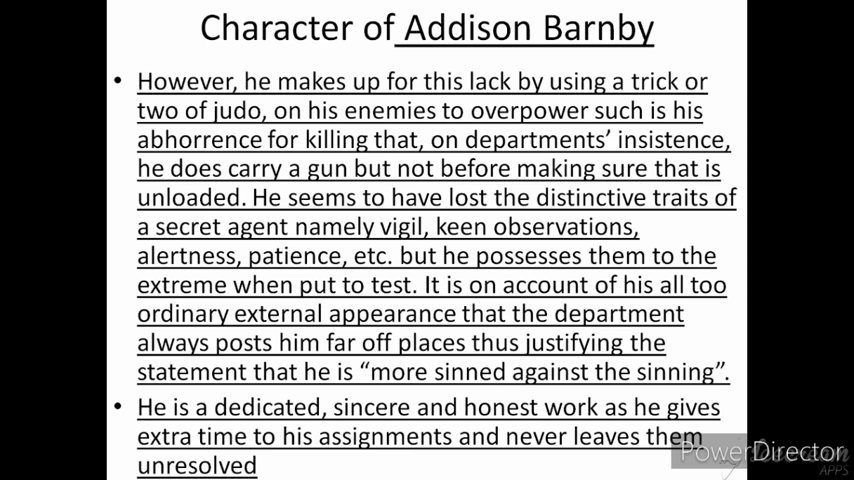 Character of Addison Barnby
• However, he makes up for this lack by using a trick or
two of judo, on his enemies to overpower such is his
abhorrence for killing that, on departments’ insistence,
he does carry a gun but not before making sure that is
unloaded. He seems to have lost the distinctive traits of
a secret agent namely vigil, keen observations,
alertness, patience, etc. but he possesses them to the
extreme when put to test. It is on account of his all too
ordinary external appearance that the department
always posts him far off places thus justifying the
statement that he is “more sinned against the sinning”.
• He is a dedicated, sincere and honest work as he gives
extra time to his assignments and never leaves them
unresolved
PowerDirector
APPS